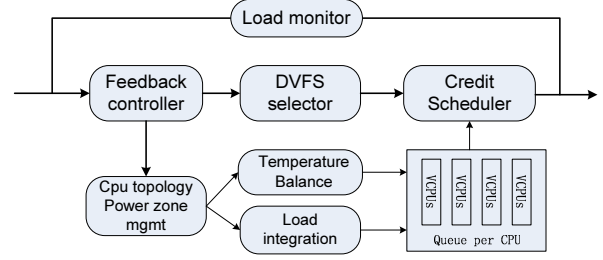 Load monitor
Feedback
controller
DVFS
selector
Credit
Scheduler
Cpu topology
Power zone
mgmt
Temperature
Balance
Load
integration
VCPUs
VCPUs
VCPUs
VCPUs
Queue per CPU